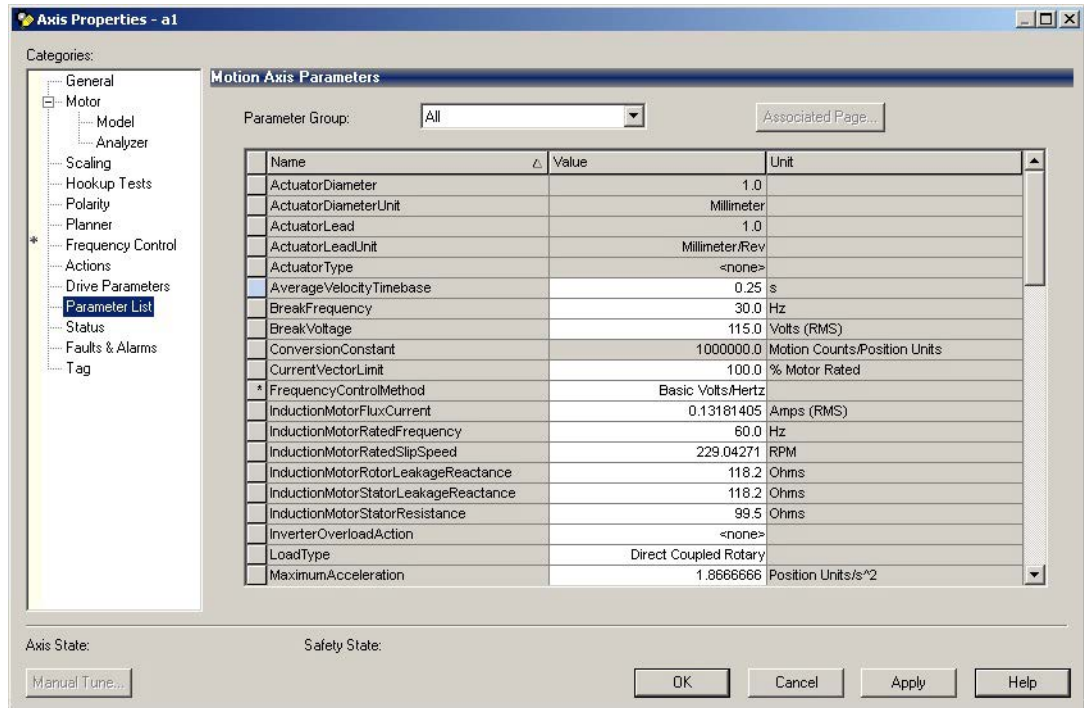 Axis Properties - a1
Categories:
General
Motor
Model
Analyzer
Scaling
Hookup Tests
Polarity
Planner
* Frequency Control
Actions
Drive Parameters
Parameter List
Status
Faults & Alarms
Tag
Motion Axis Parameters
Parameter Group: All Associated Page...
Name Value Unit
ActuatorDiameter 1.0
ActuatorDiameterUnit Millimeter
ActuatorLead 1.0
ActuatorLeadUnit Millimeter/Rev
ActuatorType <none>
AverageVelocityTimebase 0.25 s
BreakFrequency 30.0 Hz
BreakVoltage 115.0 Volts (RMS)
ConversionConstant 1000000.0 Motion Counts/Position Units
CurrentVectorLimit 100.0 % Motor Rated
* FrequencyControlMethod Basic Volts/Hertz
InductionMotorFluxCurrent 0.13181405 Amps (RMS)
InductionMotorRatedFrequency 60.0 Hz
InductionMotorRatedSlipSpeed 229.04271 RPM
InductionMotorRotorLeakageReactance 118.2 Ohms
InductionMotorStatorLeakageReactance 118.2 Ohms
InductionMotorStatorResistance 99.5 Ohms
InverterOverloadAction <none>
LoadType Direct Coupled Rotary
MaximumAcceleration 1.8666666 Position Units/s^2
Axis State: Safety State:
Manual Tune... OK Cancel Apply Help